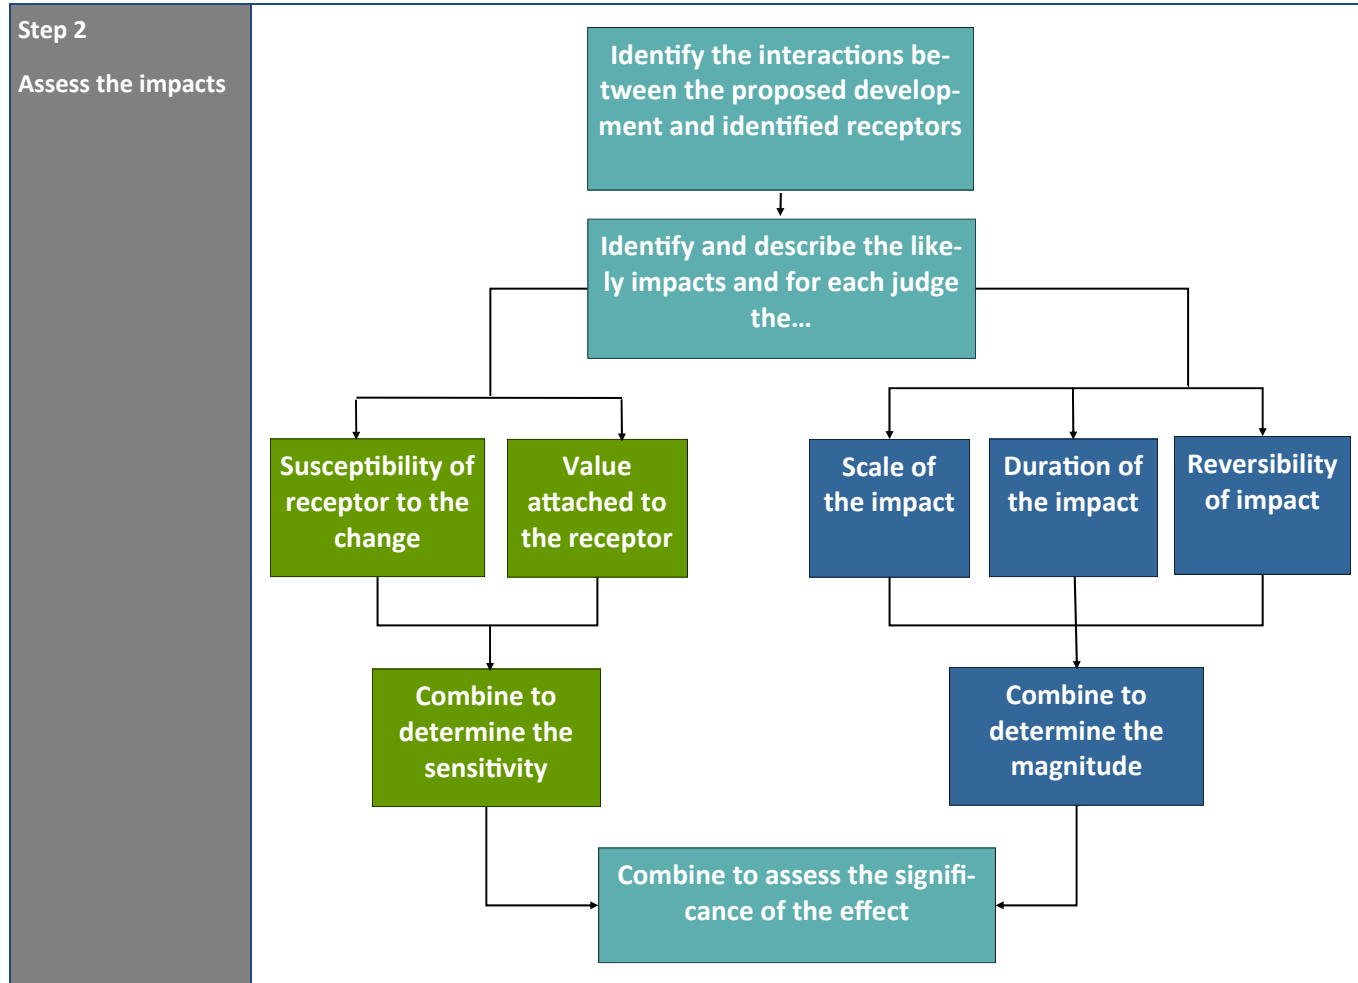 Step 2
Assess the impacts
Identify the interactions be-
tween the proposed develop-
ment and identified receptors
Identify and describe the like-
ly impacts and for each judge
the...
Susceptibility of
receptor to the
change
Value
attached to
the receptor
Scale of
the impact
Duration of
the impact
Reversibility
of impact
Combine to
determine the
sensitivity
Combine to
determine the
magnitude
Combine to assess the signifi-
cance of the effect